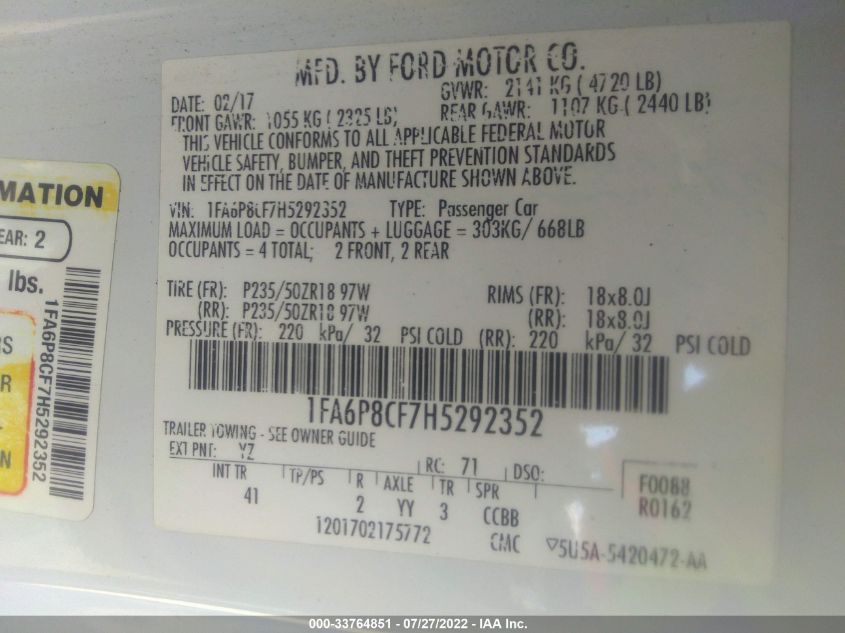 MFD. BY FORD MOTOR CO.
DATE: 02/17
GVWR: 2141 KG ( 4720 LB)
FRONT GAWR: 1055 KG ( 2325 LB)
REAR GAWR: 1107 KG ( 2440 LB)
THIS VEHICLE CONFORMS TO ALL APPLICABLE FEDERAL MOTOR
VEHICLE SAFETY, BUMPER, AND THEFT PREVENTION STANDARDS
IN EFFECT ON THE DATE OF MANUFACTURE SHOWN ABOVE.
VIN: 1FA6P8CF7H5292352 TYPE: Passenger Car
MAXIMUM LOAD = OCCUPANTS + LUGGAGE = 303KG/ 668LB
OCCUPANTS = 4 TOTAL; 2 FRONT, 2 REAR
TIRE (FR): P235/50ZR18 97W RIMS (FR): 18x8.0J
(RR): P235/50ZR18 97W (RR): 18x8.0J
PRESSURE (FR): 220 kPa/ 32 PSI COLD (RR): 220 kPa/ 32 PSI COLD
1FA6P8CF7H5292352
TRAILER TOWING - SEE OWNER GUIDE
EXT PNT: YZ RC: 71 DSO:
INT TR TP/PS R AXLE TR SPR
41 2 YY 3 CCBB
F0088
R0162
1201702175772 CMC ▽5U5A-5420472-AA
MATION
EAR: 2
lbs.
1FA6P8CF7H5292352
RS
R
N
000-33764851 - 07/27/2022 - IAA Inc.